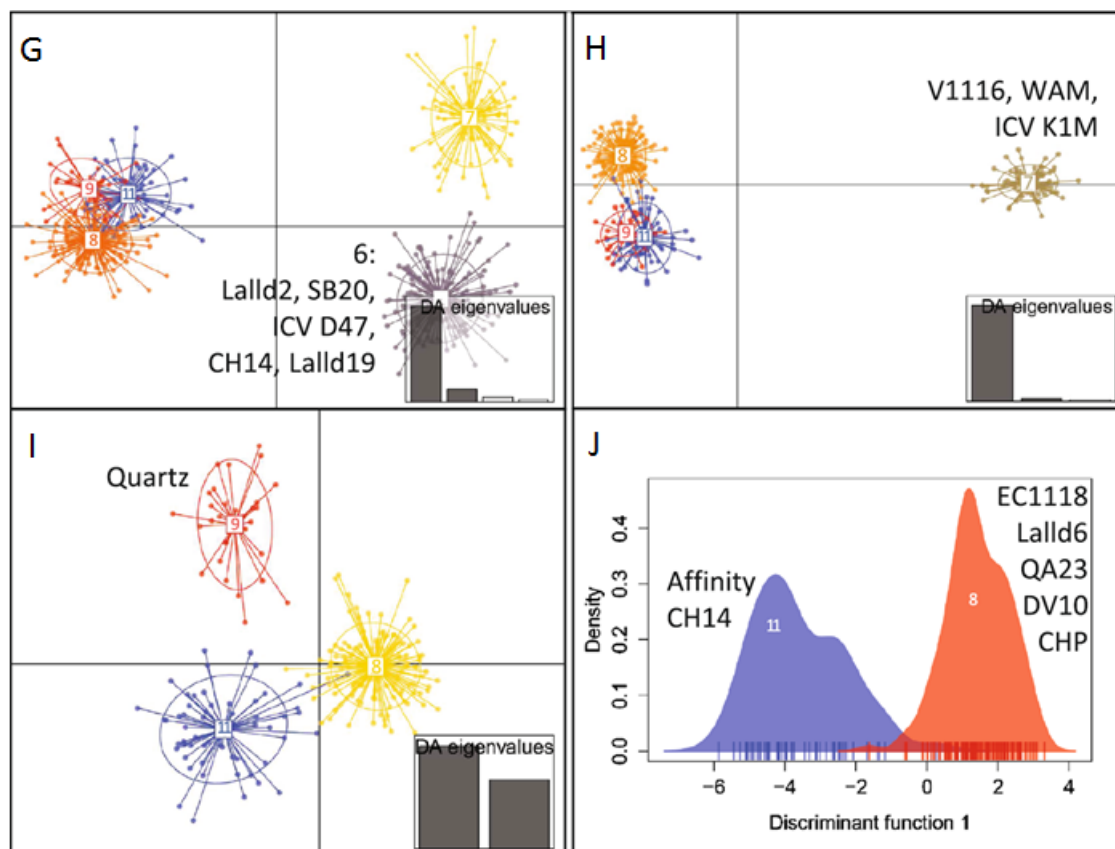 G
7
9
11
8
6:
Lalld2, SB20,
ICV D47,
CH14, Lalld19
DA eigenvalues
H
V1116, WAM,
ICV K1M
8
7
9
11
DA eigenvalues
I
Quartz
9
8
11
DA eigenvalues
J
EC1118
Lalld6
QA23
DV10
CHP
Affinity
CH14
11
8
Density
0.4
0.3
0.2
0.1
0.0
−6
−4
−2
0
2
4
Discriminant function 1